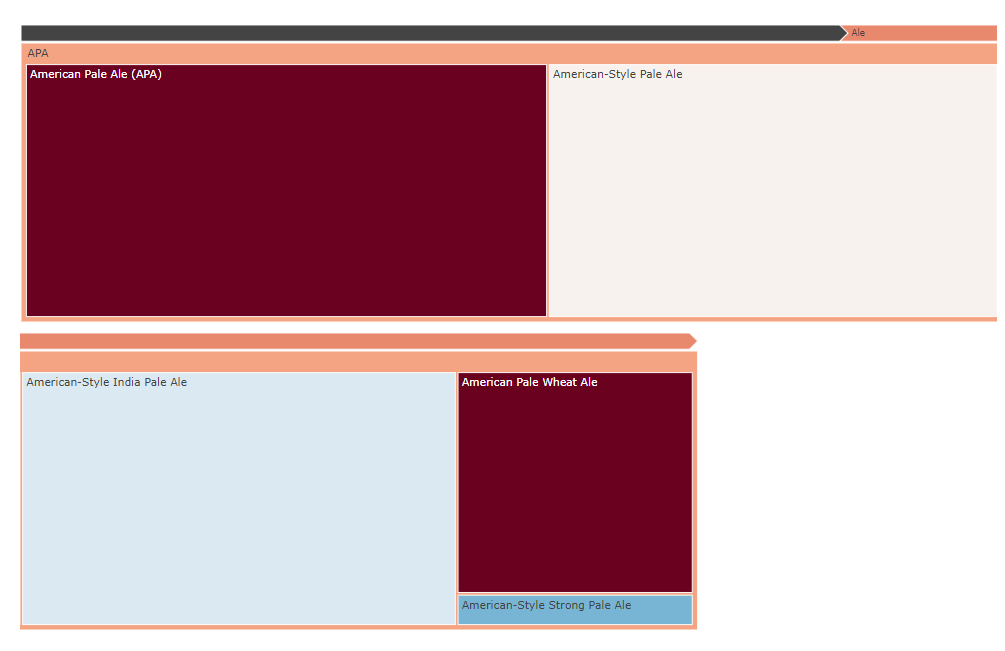 Ale
APA
American Pale Ale (APA)
American-Style Pale Ale
American-Style India Pale Ale
American Pale Wheat Ale
American-Style Strong Pale Ale